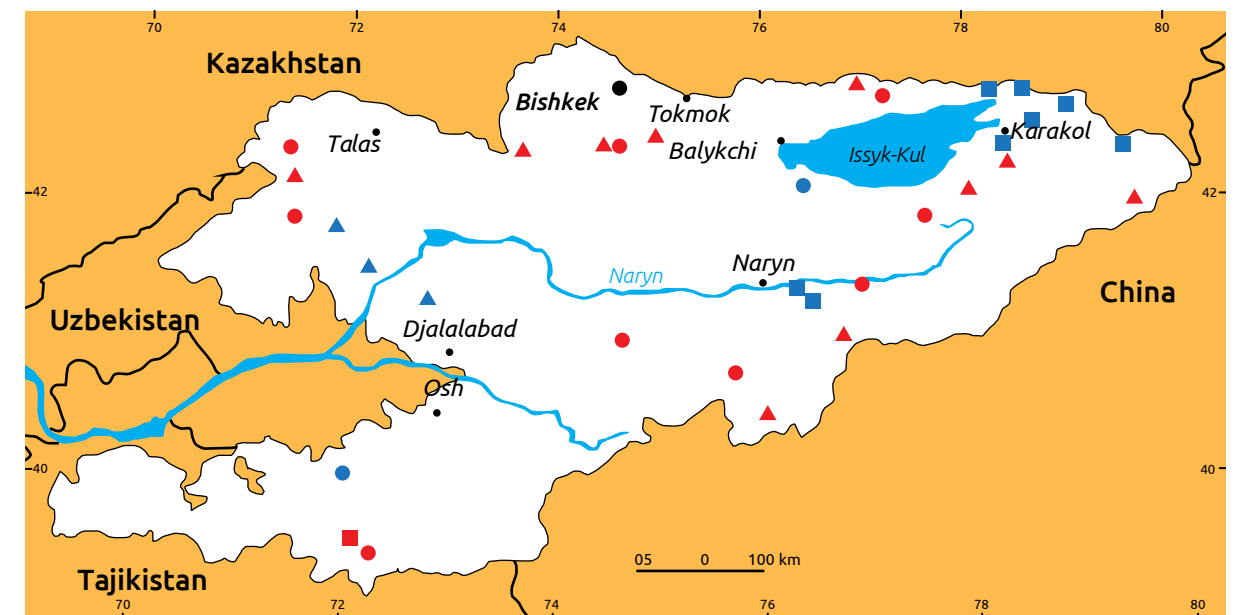 70 72 74 76 78 80
Kazakhstan
Bishkek
Tokmok
Talas
Balykchi
Karakol
Issyk-Kul
42 42
Naryn
Naryn
China
Uzbekistan
Djalalabad
Osh
40 40
05 0 100 km
Tajikistan
70 72 74 76 78 80